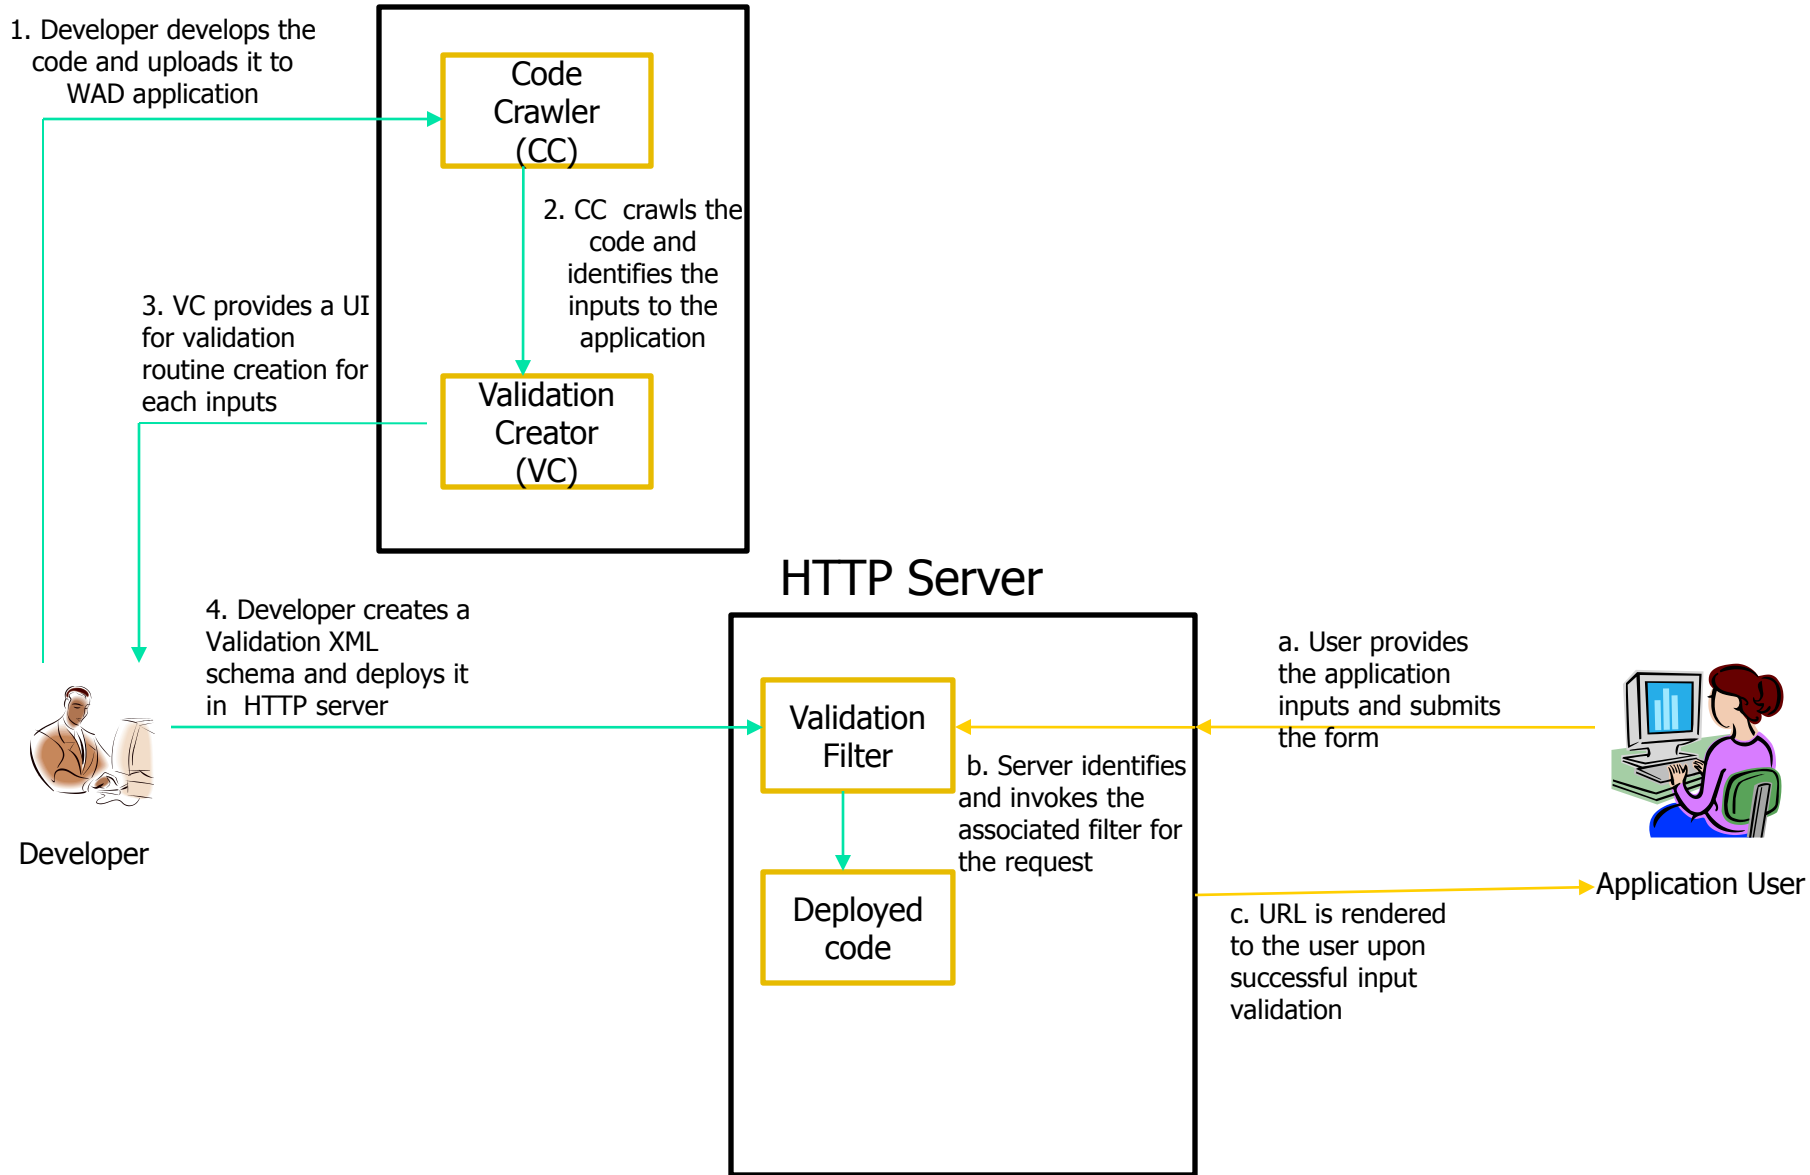 1. Developer develops the
code and uploads it to
WAD application
Code
Crawler
(CC)
2. CC crawls the
code and
identifies the
inputs to the
application
3. VC provides a UI
for validation
routine creation for
each inputs
Validation
Creator
(VC)
HTTP Server
4. Developer creates a
Validation XML
schema and deploys it
in HTTP server
a. User provides
the application
inputs and submits
the form
Validation
Filter
b. Server identifies
and invokes the
associated filter for
the request
Developer
Deployed
code
Application User
c. URL is rendered
to the user upon
successful input
validation